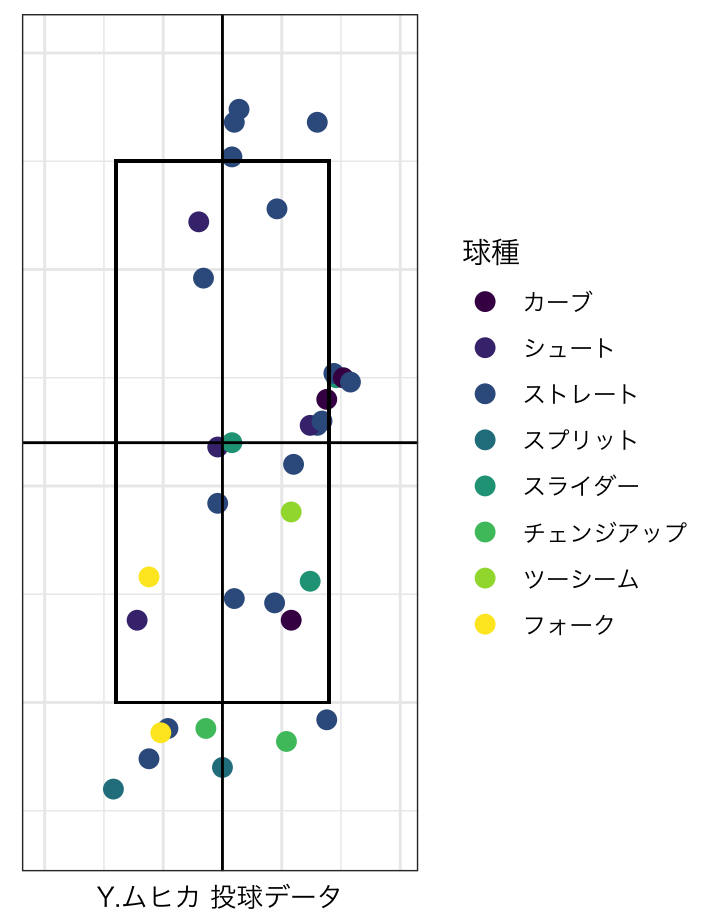 球種
カーブ
シュート
ストレート
スプリット
スライダー
チェンジアップ
ツーシーム
フォーク
Y.ムヒカ 投球データ